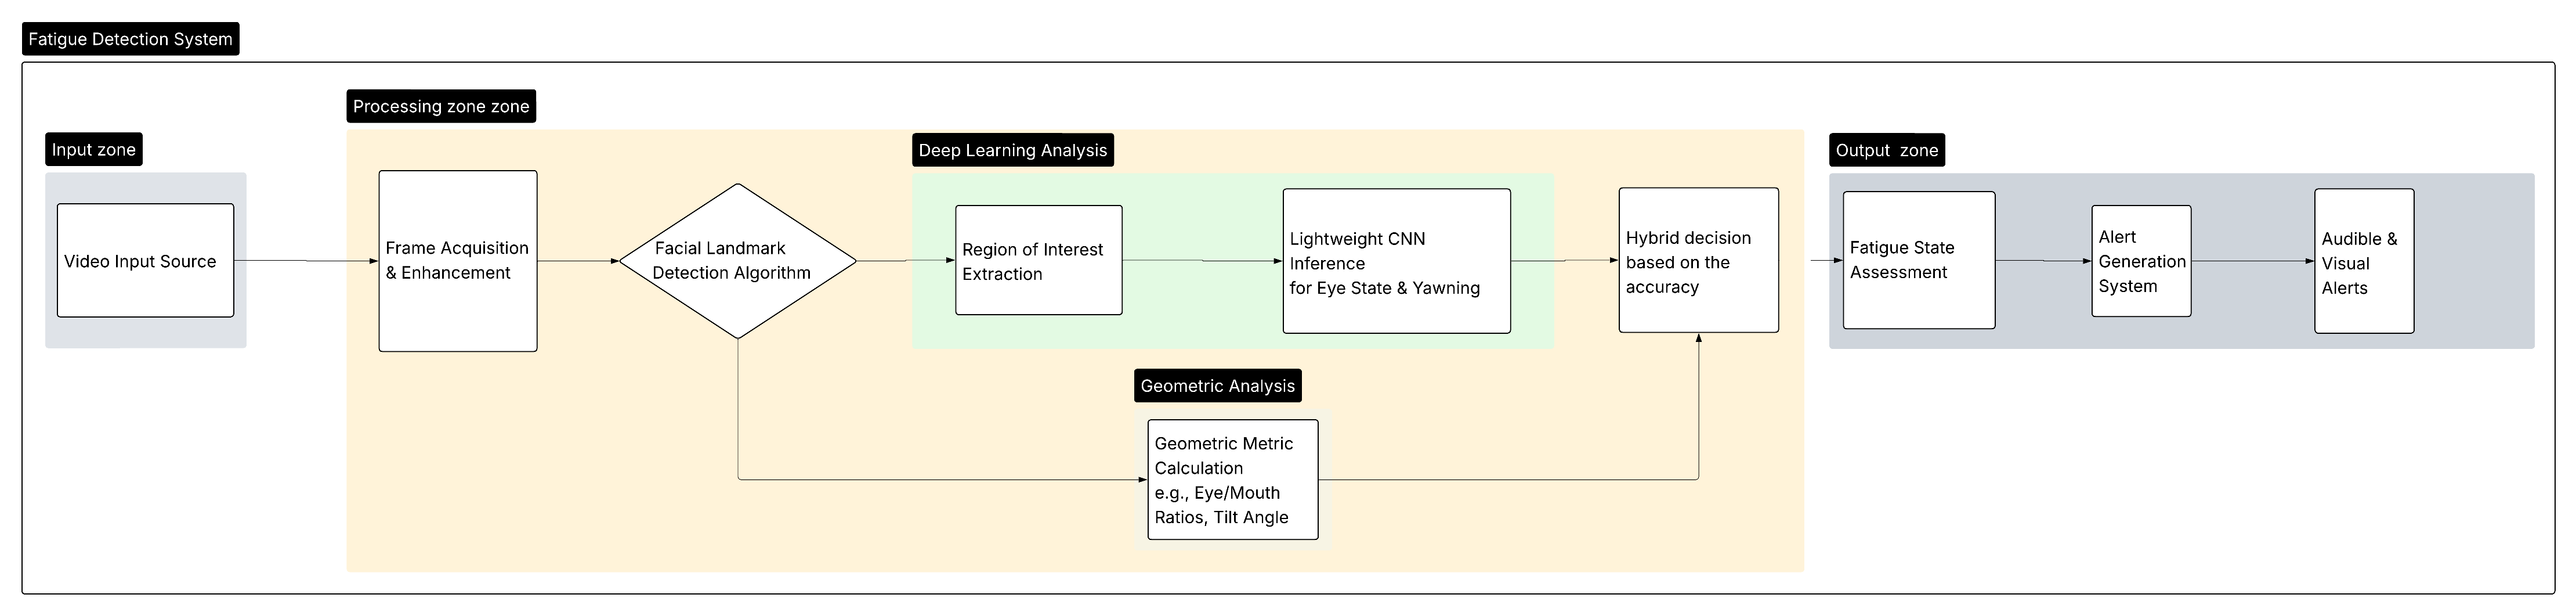 Fatigue Detection System
Processing zone zone
Input zone
Video Input Source
Frame Acquisition
& Enhancement
Facial Landmark
Detection Algorithm
Deep Learning Analysis
Region of Interest
Extraction
Lightweight CNN
Inference
for Eye State & Yawning
Geometric Analysis
Geometric Metric
Calculation
e.g., Eye/Mouth
Ratios, Tilt Angle
Hybrid decision
based on the
accuracy
Output  zone
Fatigue State
Assessment
Alert
Generation
System
Audible &
Visual
Alerts